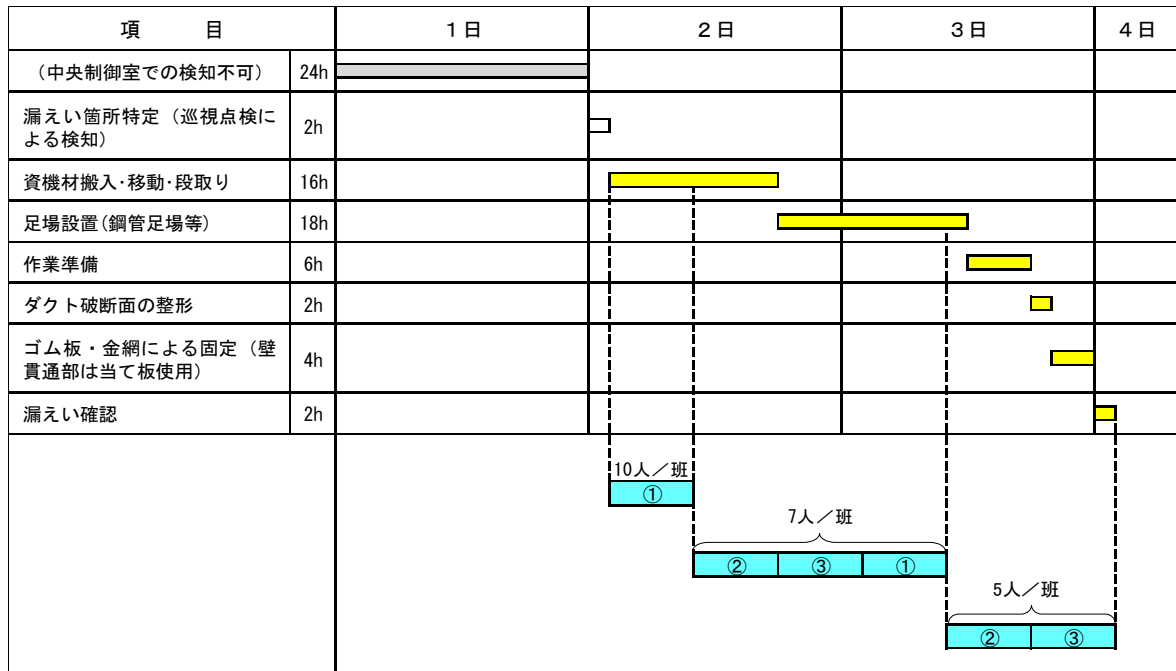 項　　　目 １日 ２日 ３日 ４日
（中央制御室での検知不可） 24h
漏えい箇所特定（巡視点検に
よる検知） 2h
資機材搬入･移動･段取り 16h
足場設置(鋼管足場等) 18h
作業準備 6h
ダクト破断面の整形 2h
ゴム板・金網による固定（壁
貫通部は当て板使用） 4h
漏えい確認 2h
10人／班
①
7人／班
② ③ ①
5人／班
② ③